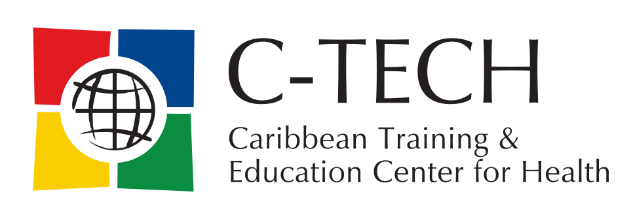 C-TECH
Caribbean Training &
Education Center for Health